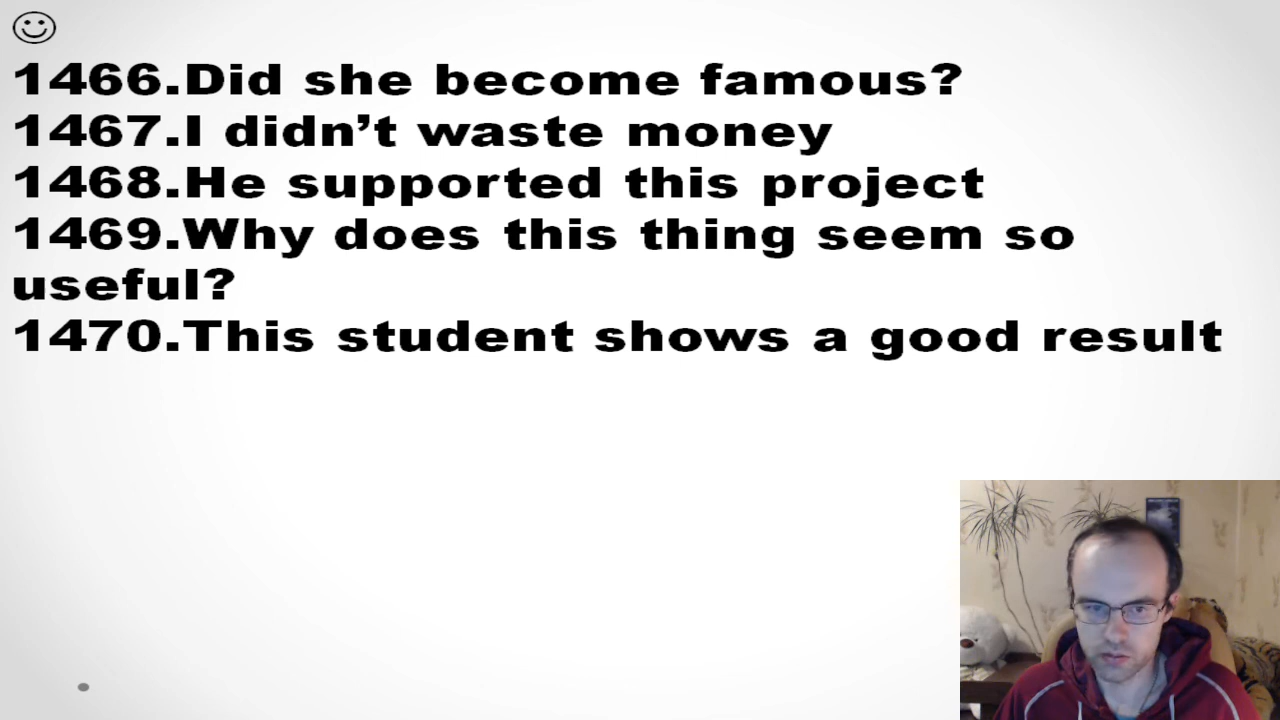 1466.Did she become famous?
1467.I didn’t waste money
1468.He supported this project
1469.Why does this thing seem so
useful?
1470.This student shows a good result